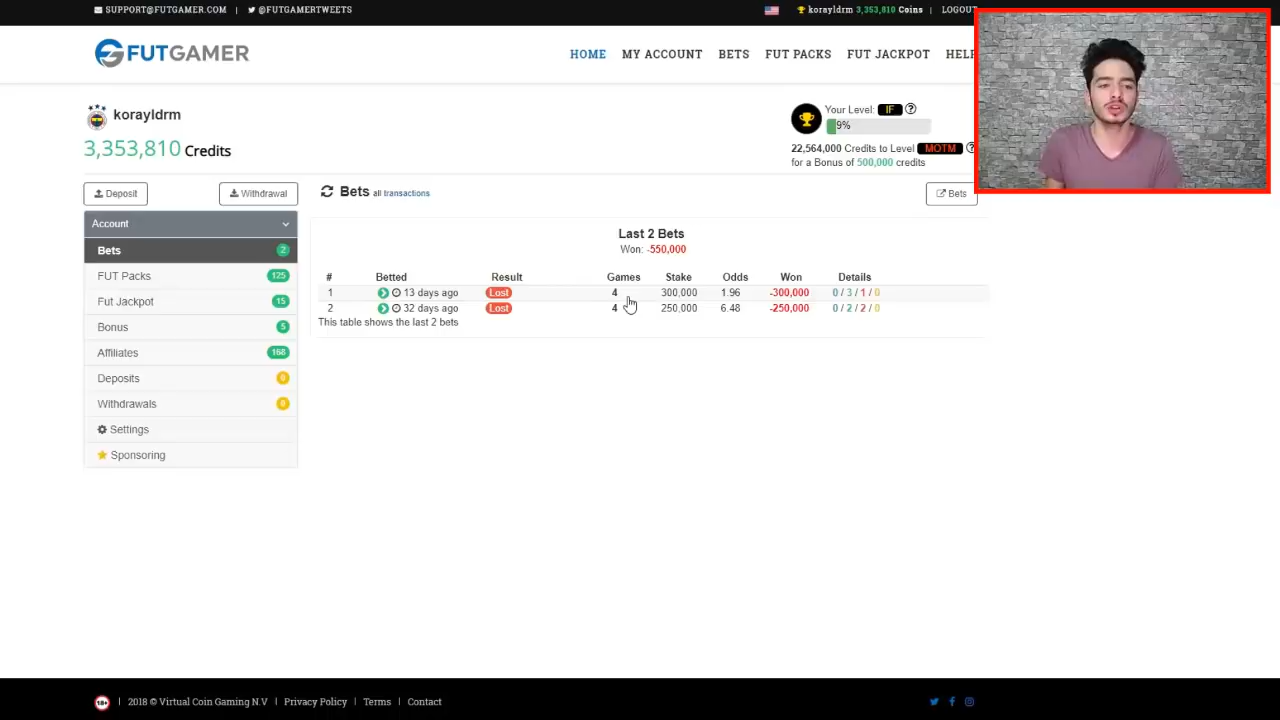 SUPPORT@FUTGAMER.COM | @FUTGAMERTWEETS korayldrm 3,353,810 Coins | LOGOUT
FUTGAMER HOME MY ACCOUNT BETS FUT PACKS FUT JACKPOT HELP
korayldrm
3,353,810 Credits
Your Level: IF
9%
22,564,000 Credits to Level MOTM
for a Bonus of 500,000 credits
Deposit Withdrawal
Account
Bets 2
FUT Packs 125
Fut Jackpot 15
Bonus 5
Affiliates 168
Deposits 0
Withdrawals 0
Settings
Sponsoring
Bets all transactions Bets
Last 2 Bets
Won: -550,000
# Betted Result Games Stake Odds Won Details
1 13 days ago Lost 4 300,000 1.96 -300,000 0 / 3 / 1 / 0
2 32 days ago Lost 4 250,000 6.48 -250,000 0 / 2 / 2 / 0
This table shows the last 2 bets
18+ | 2018 © Virtual Coin Gaming N.V | Privacy Policy | Terms | Contact